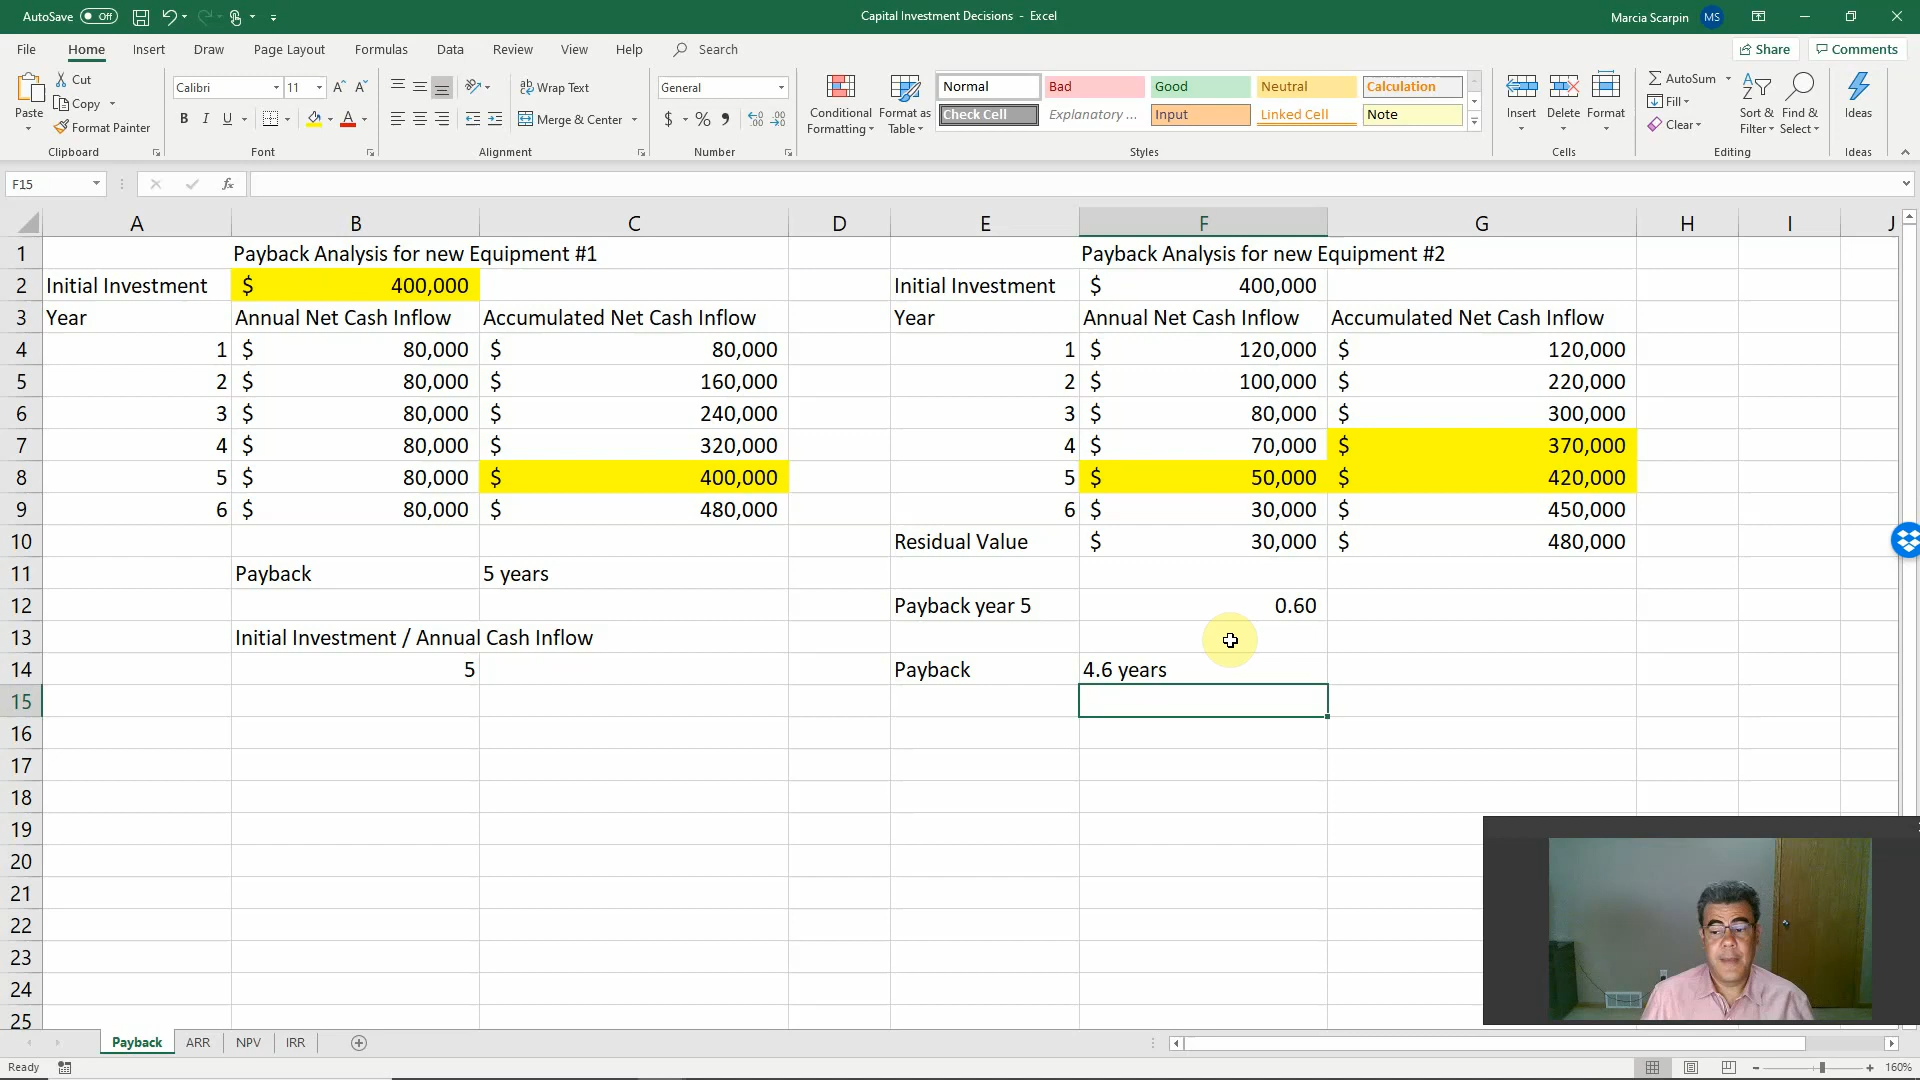 AutoSave Off Capital Investment Decisions - Excel Marcia Scarpin MS
File Home Insert Draw Page Layout Formulas Data Review View Help Search Share Comments
Paste Cut Copy Format Painter Clipboard
Calibri 11 B I U A Font
Wrap Text Merge & Center Alignment
General $ % Number
Conditional Formatting Format as Table
Normal Bad Good Neutral Calculation
Check Cell Explanatory ... Input Linked Cell Note
Styles
Insert Delete Format Cells
AutoSum Fill Clear Sort & Filter Find & Select Editing
Ideas Ideas
F15 fx
A B C D E F G H I J
1 Payback Analysis for new Equipment #1 Payback Analysis for new Equipment #2
2 Initial Investment $ 400,000 Initial Investment $ 400,000
3 Year Annual Net Cash Inflow Accumulated Net Cash Inflow Year Annual Net Cash Inflow Accumulated Net Cash Inflow
4 1 $ 80,000 $ 80,000 1 $ 120,000 $ 120,000
5 2 $ 80,000 $ 160,000 2 $ 100,000 $ 220,000
6 3 $ 80,000 $ 240,000 3 $ 80,000 $ 300,000
7 4 $ 80,000 $ 320,000 4 $ 70,000 $ 370,000
8 5 $ 80,000 $ 400,000 5 $ 50,000 $ 420,000
9 6 $ 80,000 $ 480,000 6 $ 30,000 $ 450,000
10 Residual Value $ 30,000 $ 480,000
11 Payback 5 years
12 Payback year 5 0.60
13 Initial Investment / Annual Cash Inflow
14 5 Payback 4.6 years
15
16
17
18
19
20
21
22
23
24
25
Payback ARR NPV IRR
Ready 160%